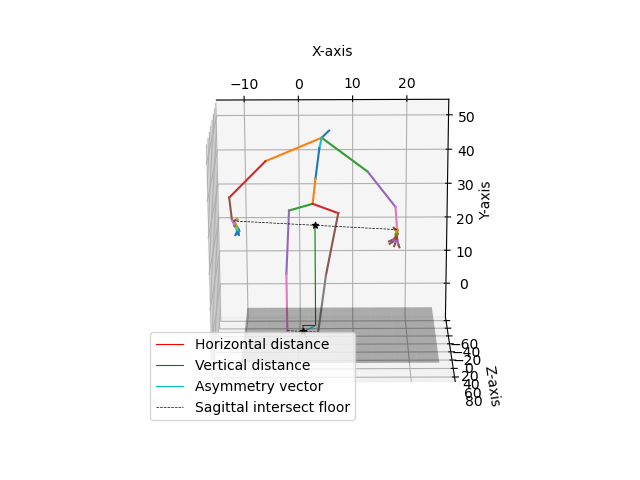 X-axis
−10 0 10 20
50
40
30
20
10
0
Y-axis
−60
−40
−20
0
20
40
60
80
Z-axis
Horizontal distance
Vertical distance
Asymmetry vector
Sagittal intersect floor